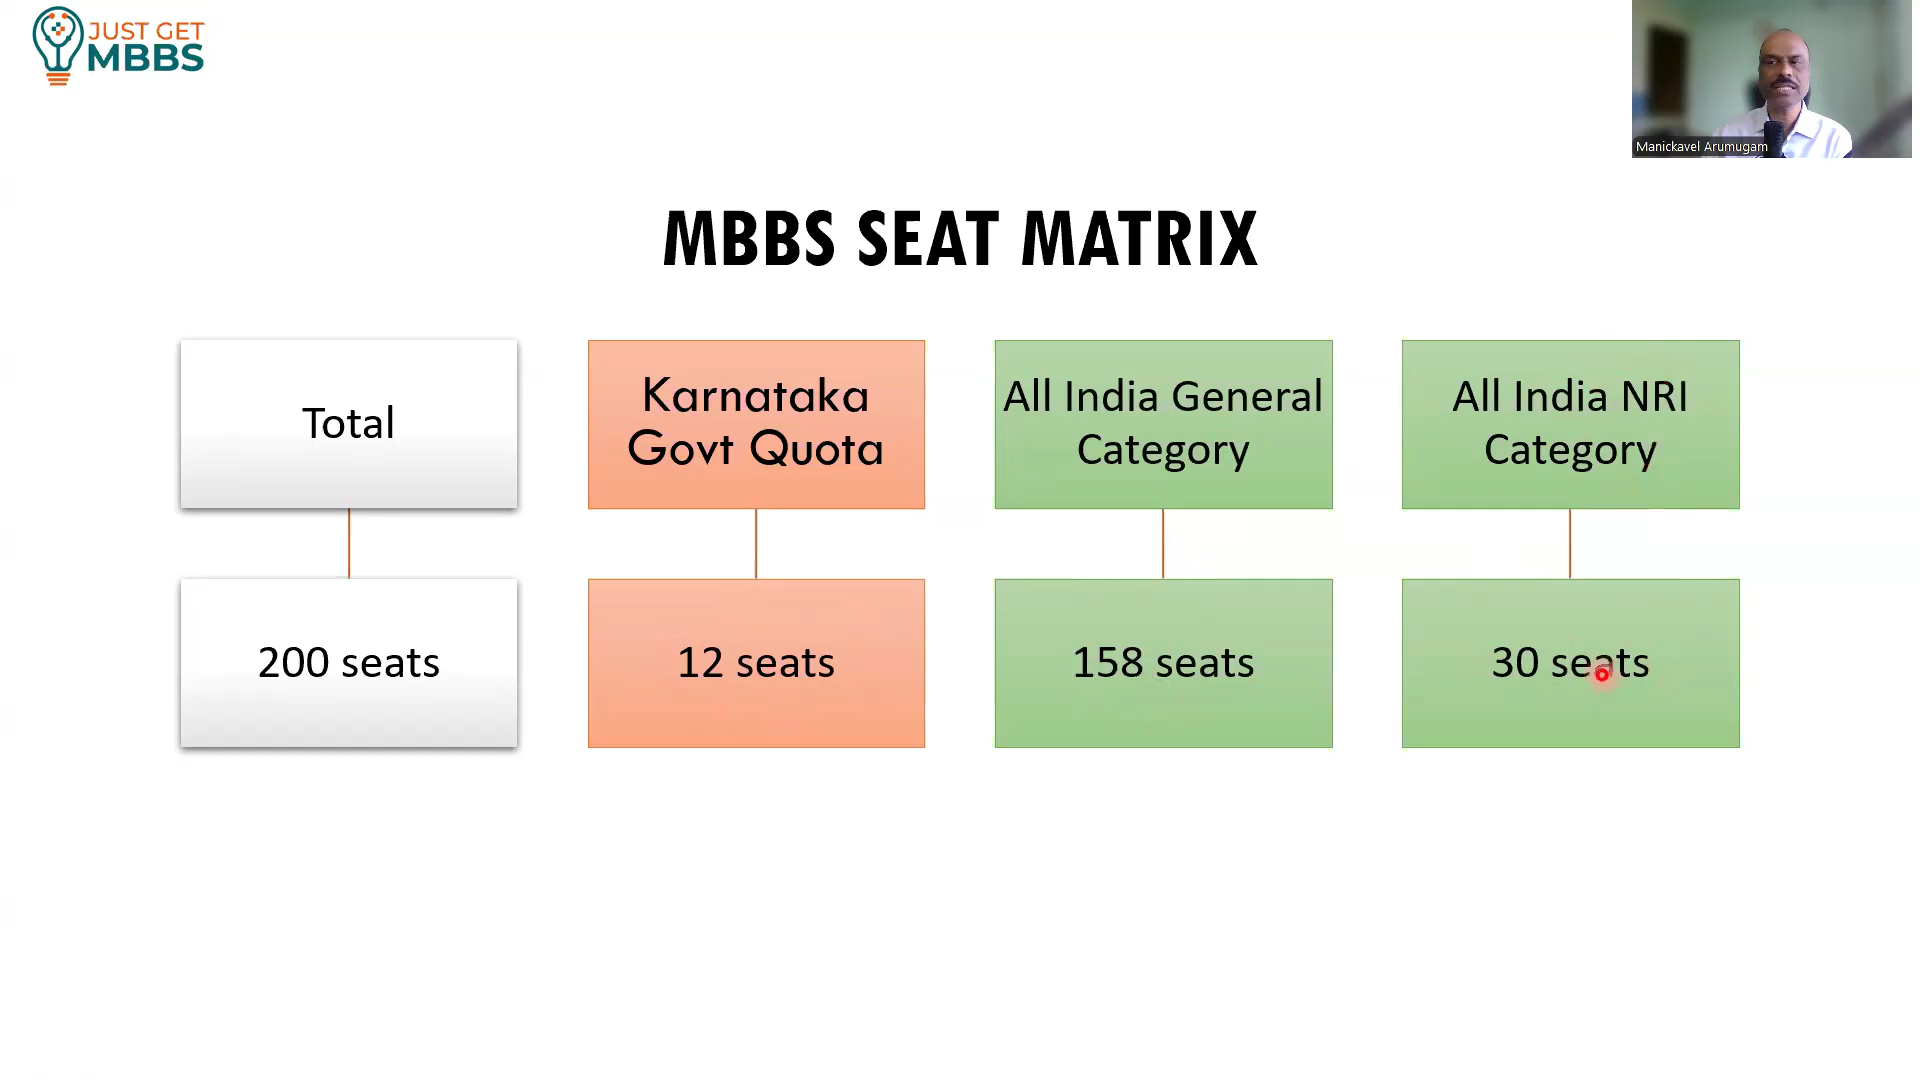 JUST GET
MBBS
Manickavel Arumugam
MBBS SEAT MATRIX
Total
Karnataka
Govt Quota
All India General
Category
All India NRI
Category
200 seats
12 seats
158 seats
30 seats